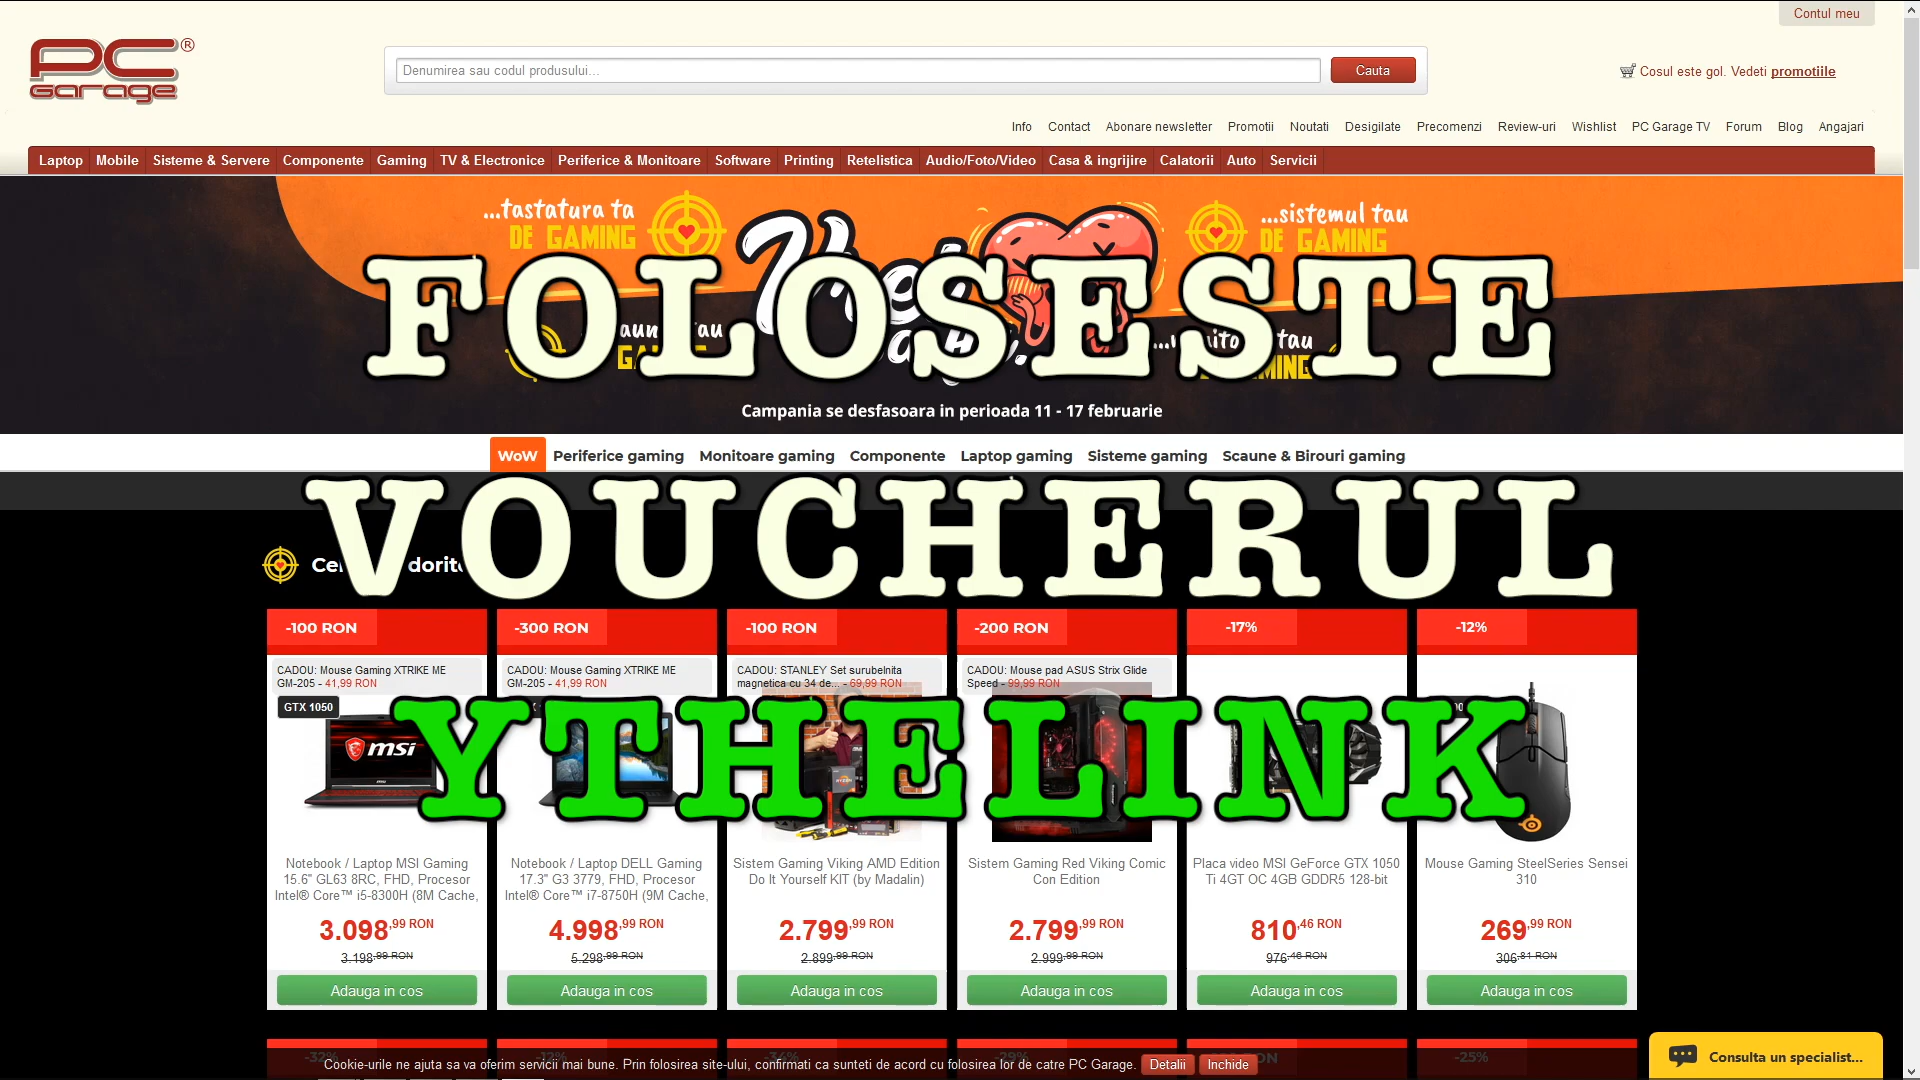 Contul meu
PC Garage ®
Denumirea sau codul produsului...
Cauta
Cosul este gol. Vedeti promotiile
Info Contact Abonare newsletter Promotii Noutati Desigilate Precomenzi Review-uri Wishlist PC Garage TV Forum Blog Angajari
Laptop Mobile Sisteme & Servere Componente Gaming TV & Electronice Periferice & Monitoare Software Printing Retelistica Audio/Foto/Video Casa & ingrijire Calatorii Auto Servicii
...tastatura ta
DE GAMING
...sistemul tau
DE GAMING
FOLOSESTE
Campania se desfasoara in perioada 11 - 17 februarie
WoW Periferice gaming Monitoare gaming Componente Laptop gaming Sisteme gaming Scaune & Birouri gaming
VOUCHERUL
-100 RON -300 RON -100 RON -200 RON -17% -12%
CADOU: Mouse Gaming XTRIKE ME
GM-205 - 41,99 RON
CADOU: Mouse Gaming XTRIKE ME
GM-205 - 41,99 RON
CADOU: STANLEY Set surubelnita
magnetica cu 34 de... - 69,99 RON
CADOU: Mouse pad ASUS Strix Glide
Speed - 99,99 RON
GTX 1050
msi
YTHELINK
Notebook / Laptop MSI Gaming
15.6" GL63 8RC, FHD, Procesor
Intel® Core™ i5-8300H (8M Cache,
3.098,99 RON
3.198,99 RON
Adauga in cos
Notebook / Laptop DELL Gaming
17.3" G3 3779, FHD, Procesor
Intel® Core™ i7-8750H (9M Cache,
4.998,99 RON
5.298,99 RON
Adauga in cos
Sistem Gaming Viking AMD Edition
Do It Yourself KIT (by Madalin)
2.799,99 RON
2.899,99 RON
Adauga in cos
Sistem Gaming Red Viking Comic
Con Edition
2.799,99 RON
2.999,99 RON
Adauga in cos
Placa video MSI GeForce GTX 1050
Ti 4GT OC 4GB GDDR5 128-bit
810,46 RON
976,46 RON
Adauga in cos
Mouse Gaming SteelSeries Sensei
310
269,99 RON
306,81 RON
Adauga in cos
-32% -12% -34% -29% -25%
Cookie-urile ne ajuta sa va oferim servicii mai bune. Prin folosirea site-ului, confirmati ca sunteti de acord cu folosirea lor de catre PC Garage. Detalii Inchide
Consulta un specialist...